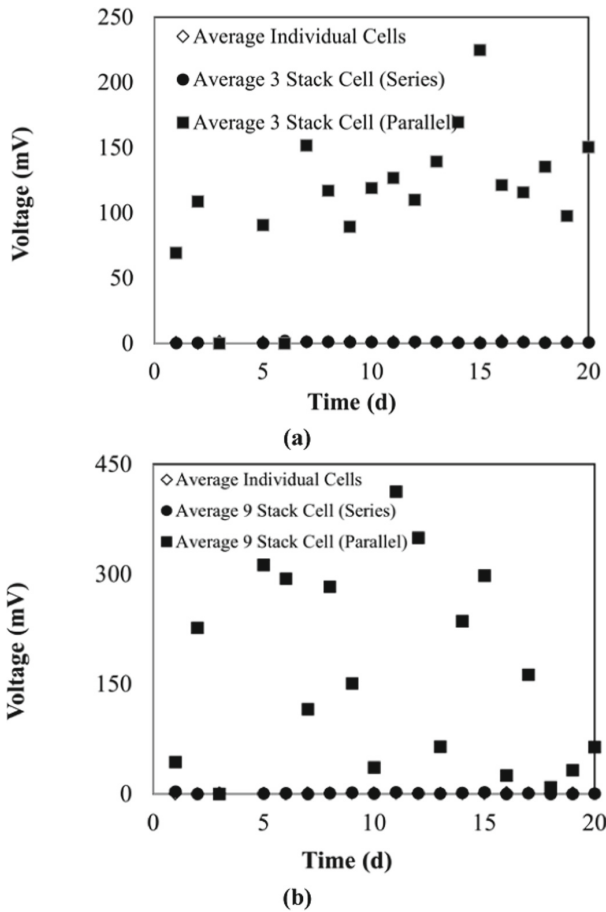 250
200
150
100
50
0
Voltage (mV)
Average Individual Cells
Average 3 Stack Cell (Series)
Average 3 Stack Cell (Parallel)
0 5 10 15 20
Time (d)
(a)
450
300
150
0
Voltage (mV)
Average Individual Cells
Average 9 Stack Cell (Series)
Average 9 Stack Cell (Parallel)
0 5 10 15 20
Time (d)
(b)